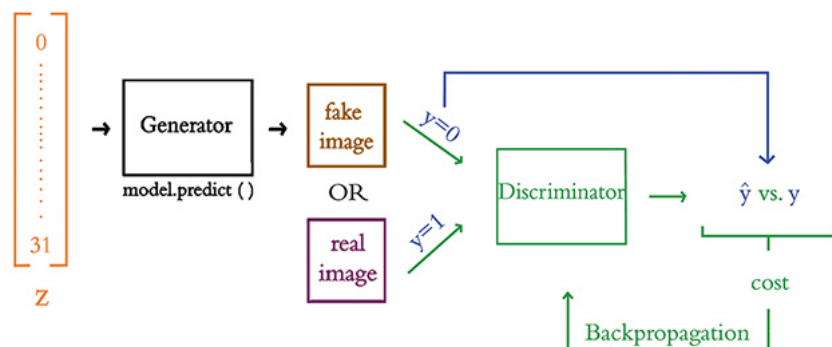 0
31
z
Generator
model.predict ()
fake
image
OR
real
image
y=0
y=1
Discriminator
ŷ vs. y
cost
Backpropagation